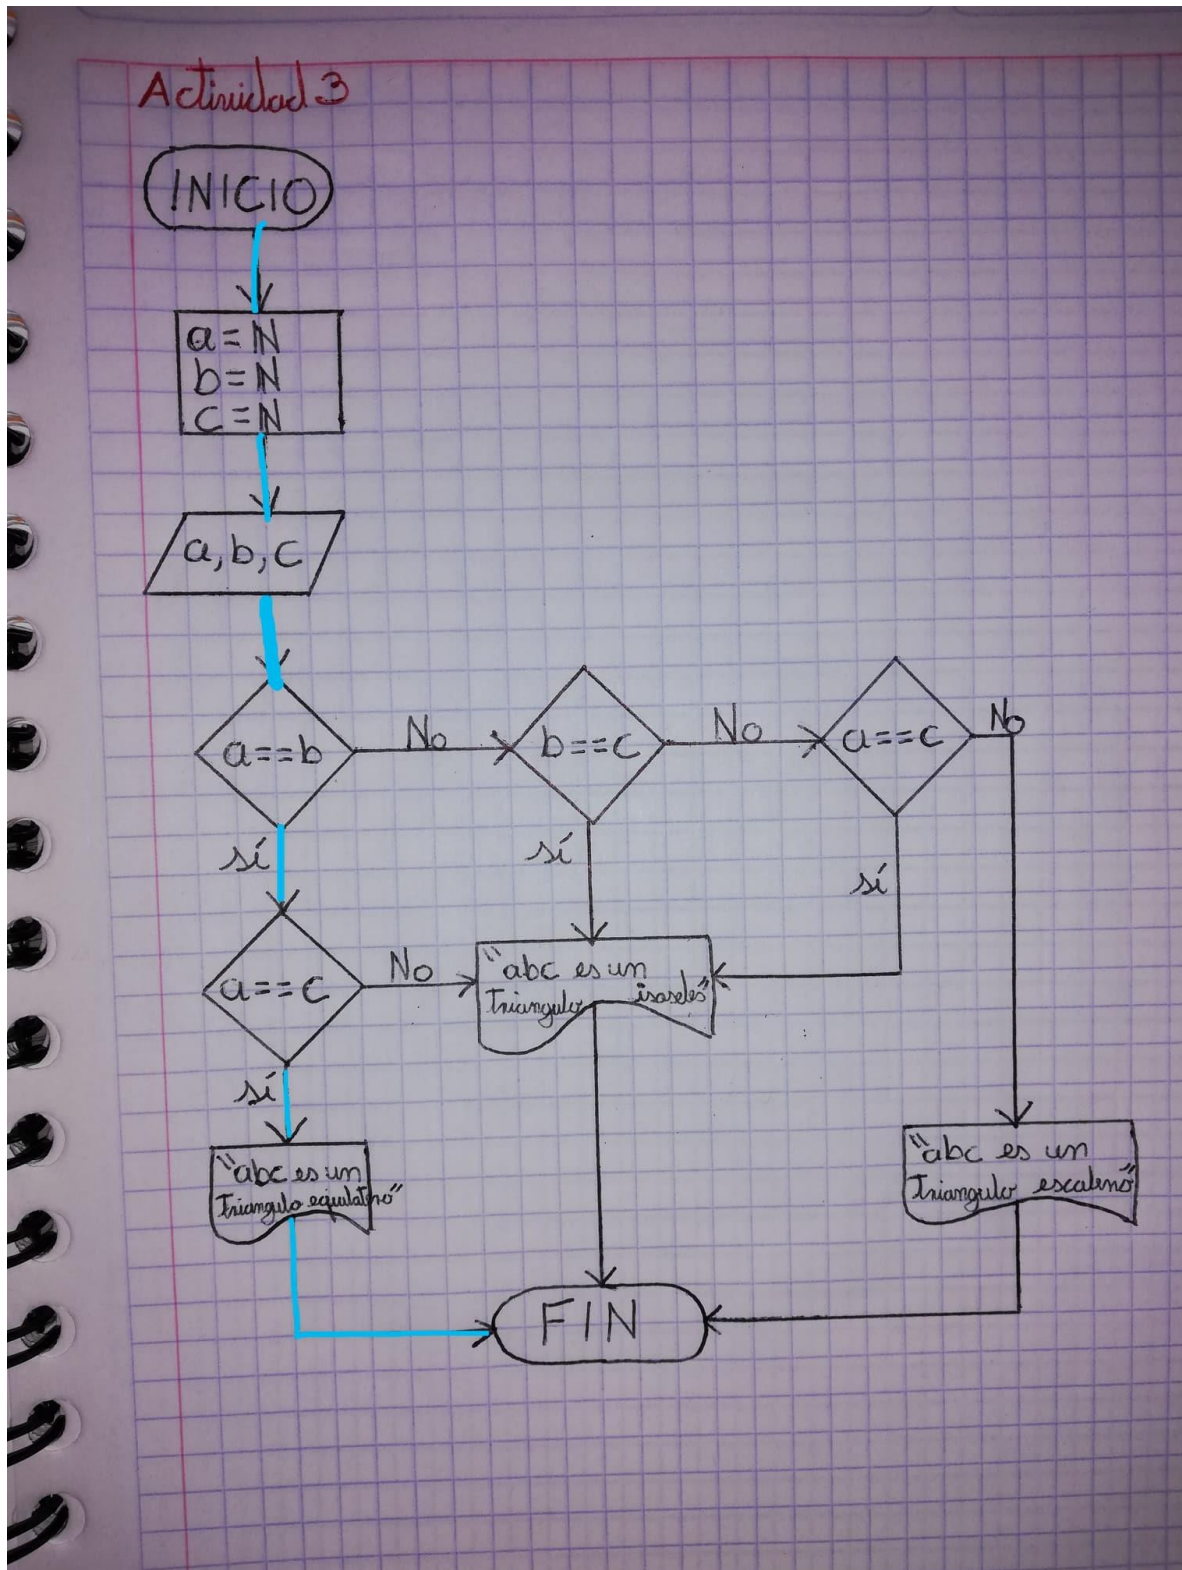 Actividad 3
INICIO
a=N
b=N
c=N
a,b,c
a==b
No
b==c
No
a==c
No
sí
sí
sí
a==c
No
"abc es un
triangulo isoseles"
sí
"abc es un
triangulo equilatero"
"abc es un
triangulo escaleno"
FIN